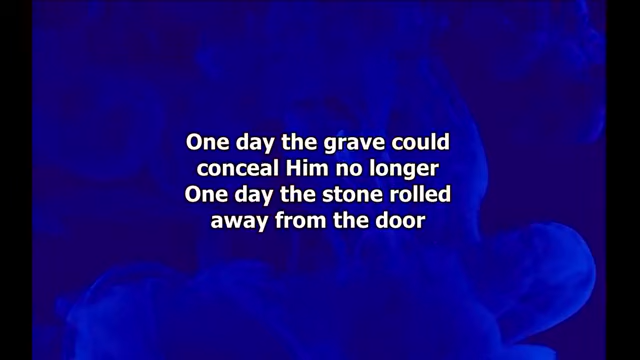 One day the grave could
conceal Him no longer
One day the stone rolled
away from the door